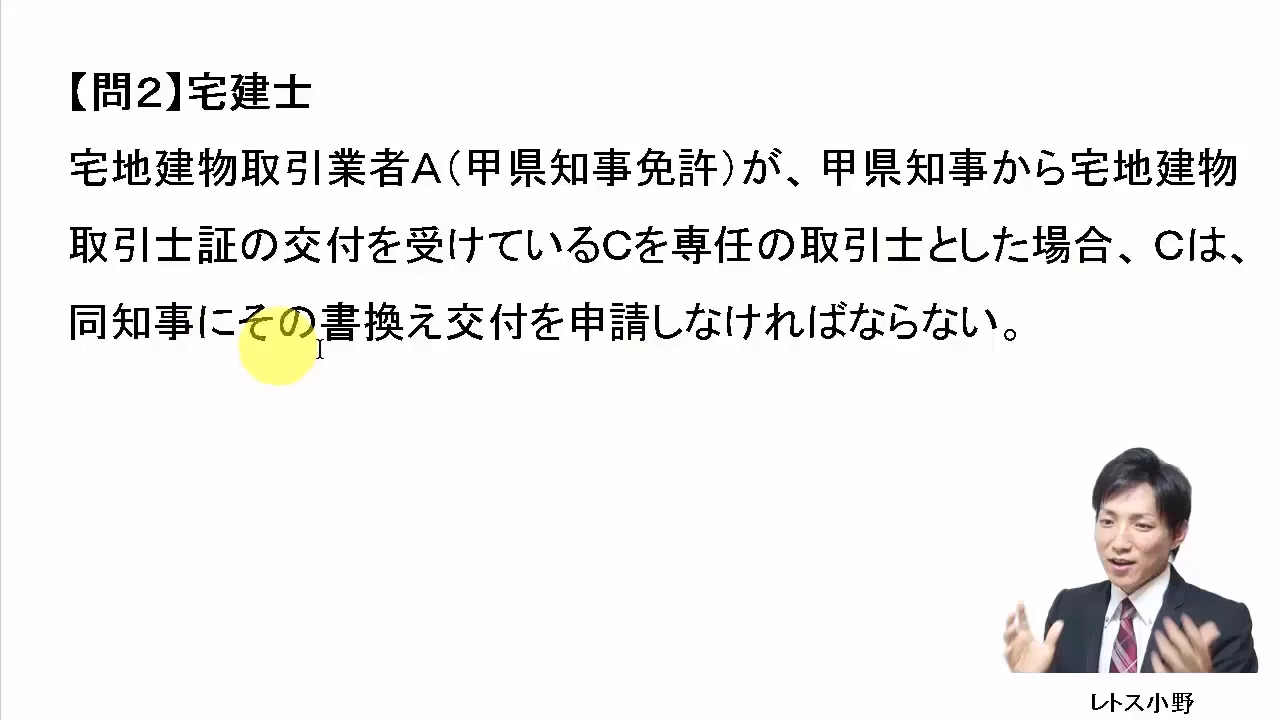 【問2】宅建士
宅地建物取引業者A（甲県知事免許）が、甲県知事から宅地建物
取引士証の交付を受けているCを専任の取引士とした場合、Cは、
同知事にその書換え交付を申請しなければならない。
レトス小野